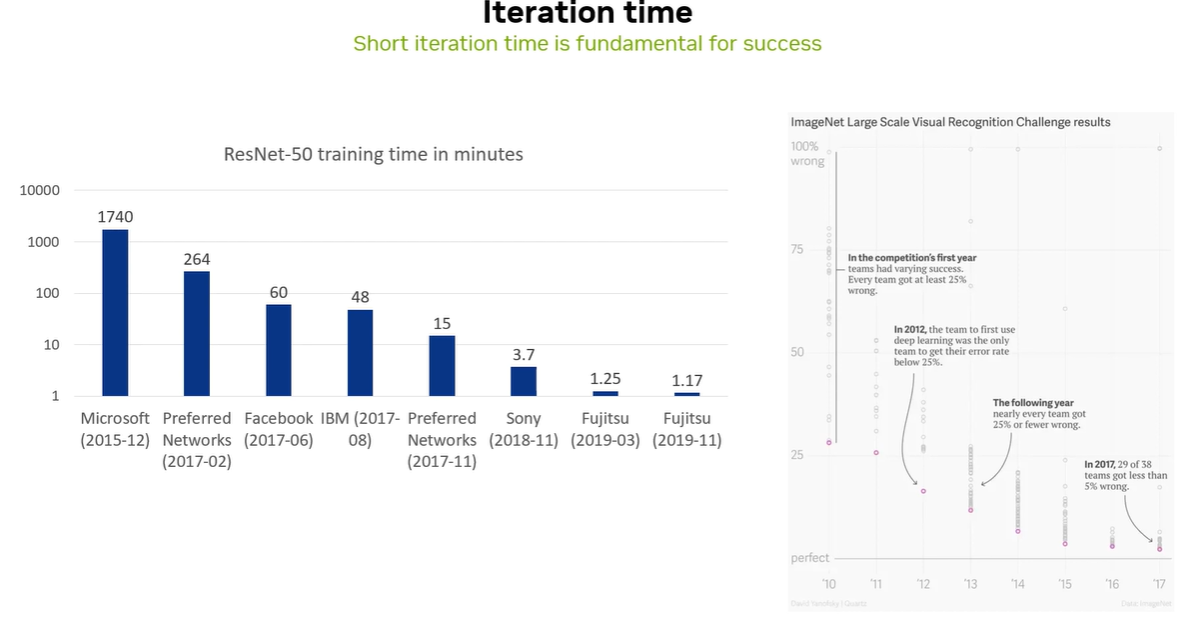 Iteration time
Short iteration time is fundamental for success
ResNet-50 training time in minutes
10000
1000
100
10
1
1740
264
60
48
15
3.7
1.25
1.17
Microsoft
(2015-12)
Preferred
Networks
(2017-02)
Facebook
(2017-06)
IBM (2017-
08)
Preferred
Networks
(2017-11)
Sony
(2018-11)
Fujitsu
(2019-03)
Fujitsu
(2019-11)
ImageNet Large Scale Visual Recognition Challenge results
100%
wrong
75
50
25
perfect
In the competition's first year
teams had varying success.
Every team got at least 25%
wrong.
In 2012, the team to first use
deep learning was the only
team to get their error rate
below 25%.
The following year
nearly every team got
25% or fewer wrong.
In 2017, 29 of 38
teams got less than
5% wrong.
'10
'11
'12
'13
'14
'15
'16
'17
David Yanofsky | Quartz
Data: ImageNet